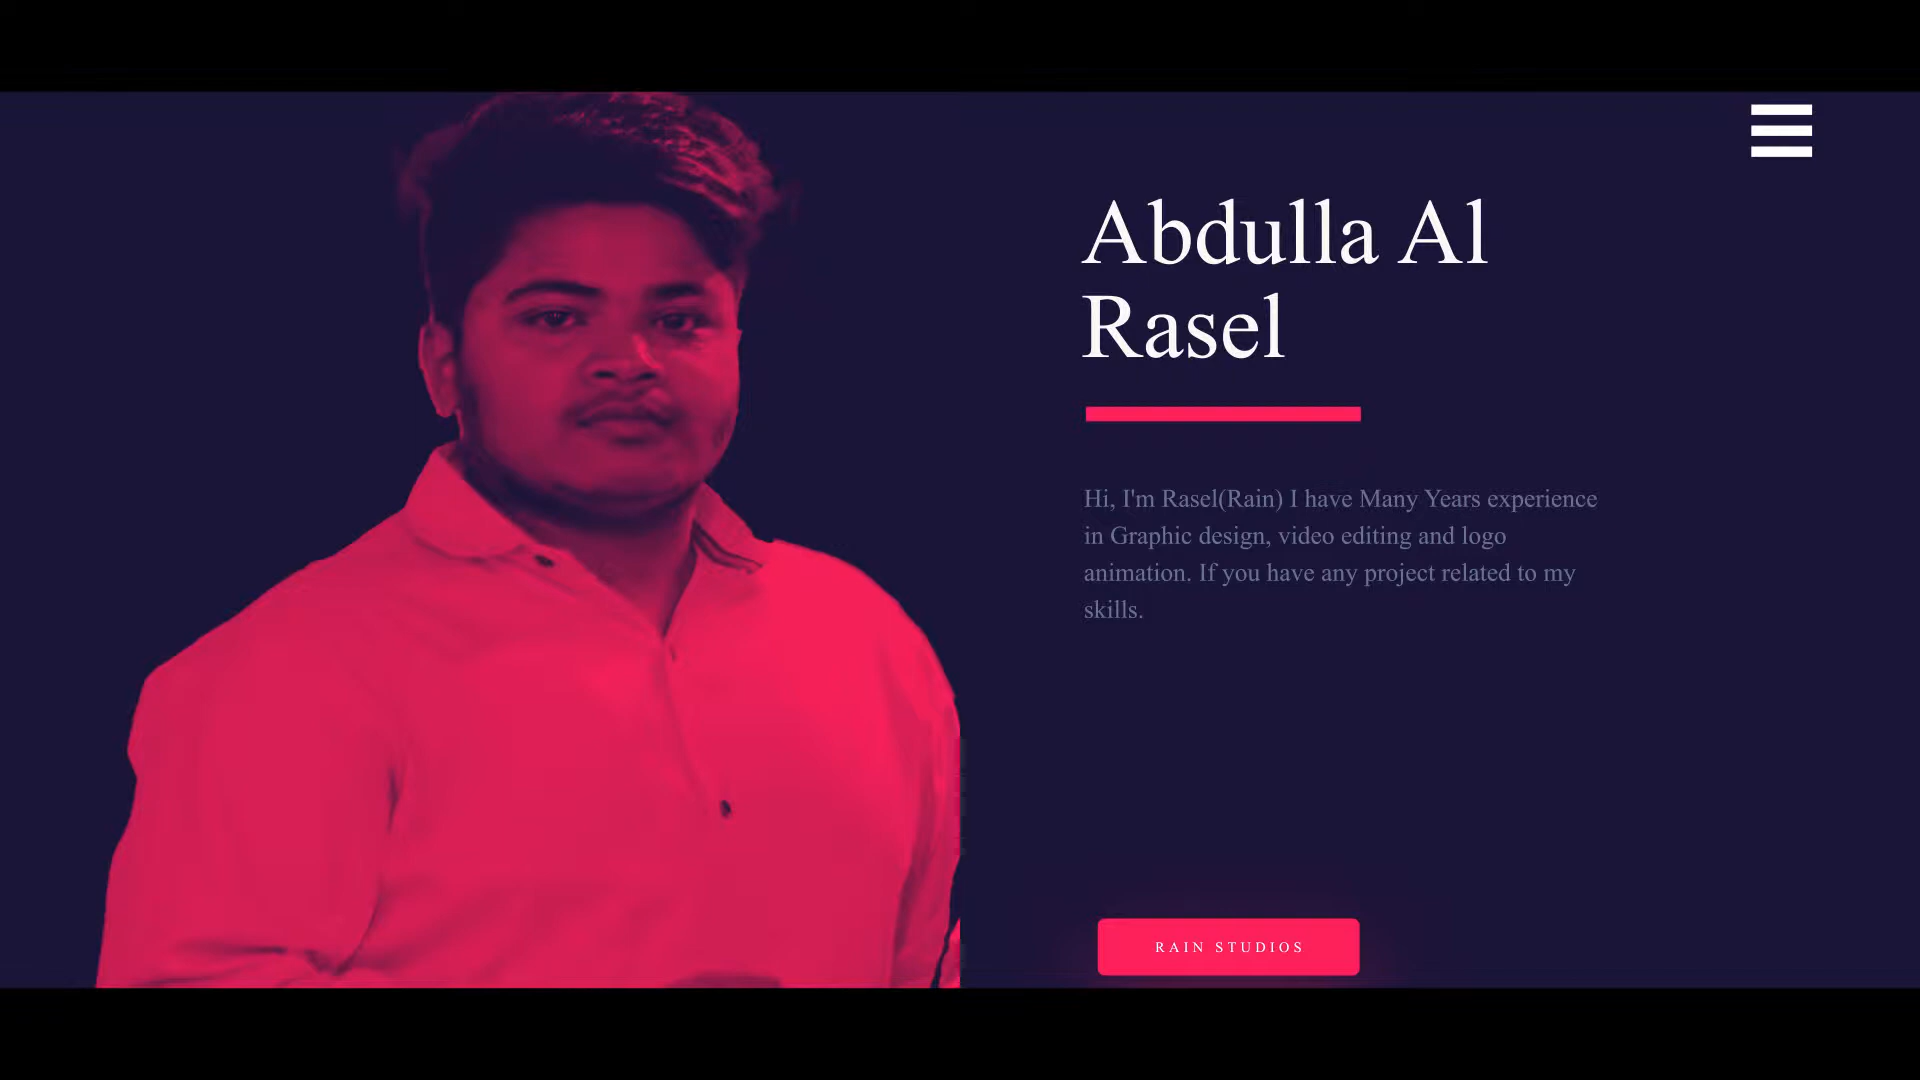 Abdulla Al
Rasel
Hi, I'm Rasel(Rain) I have Many Years experience
in Graphic design, video editing and logo
animation. If you have any project related to my
skills.
RAIN STUDIOS